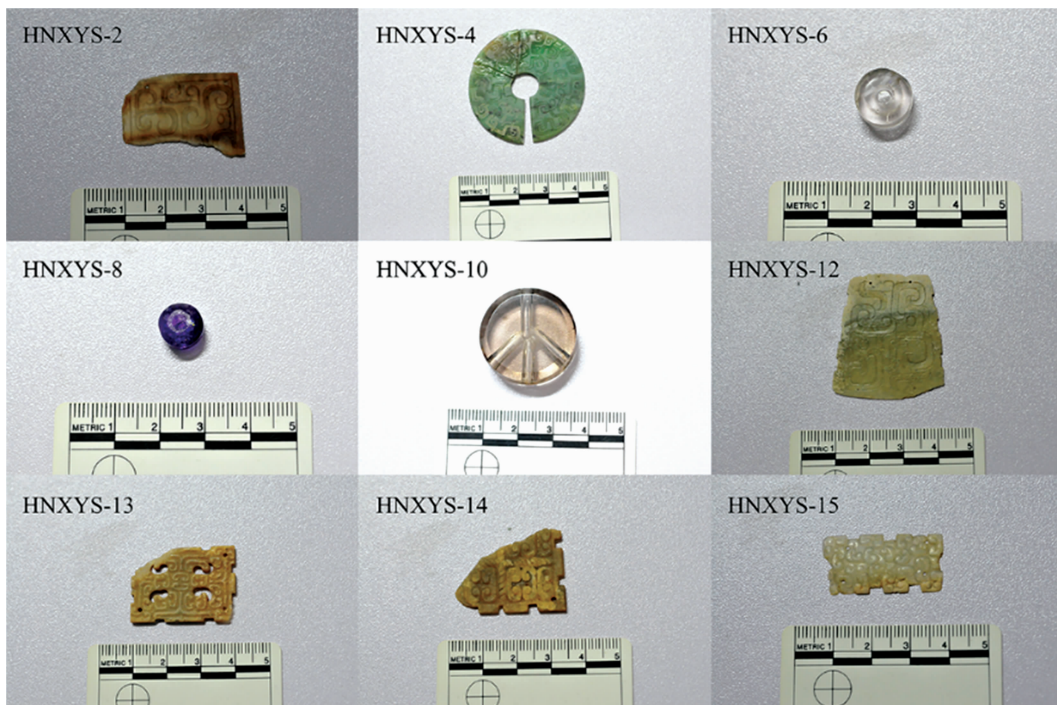 HNXYS-2
HNXYS-4
HNXYS-6
METRIC 1 2 3 4 5
METRIC 1 2 3 4 5
METRIC 1 2 3 4 5
HNXYS-8
HNXYS-10
HNXYS-12
METRIC 1 2 3 4 5
METRIC 1 2 3 4 5
METRIC 1 2 3 4 5
HNXYS-13
HNXYS-14
HNXYS-15
METRIC 1 2 3 4 5
METRIC 1 2 3 4 5
METRIC 1 2 3 4 5